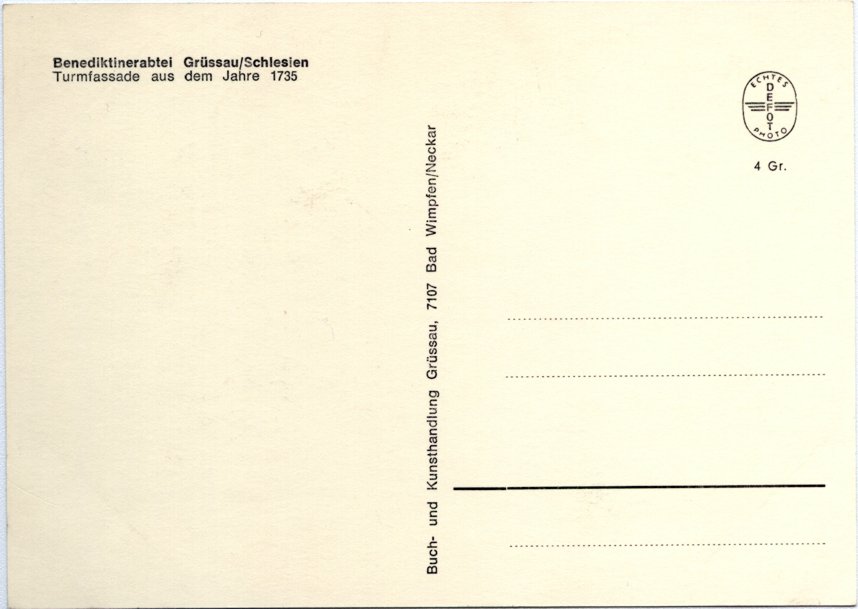 Benediktinerabtei Grüssau/Schlesien
Turmfassade aus dem Jahre 1735
Buch- und Kunsthandlung Grüssau, 7107 Bad Wimpfen/Neckar
ECHTES
DEFOT
PHOTO
4 Gr.